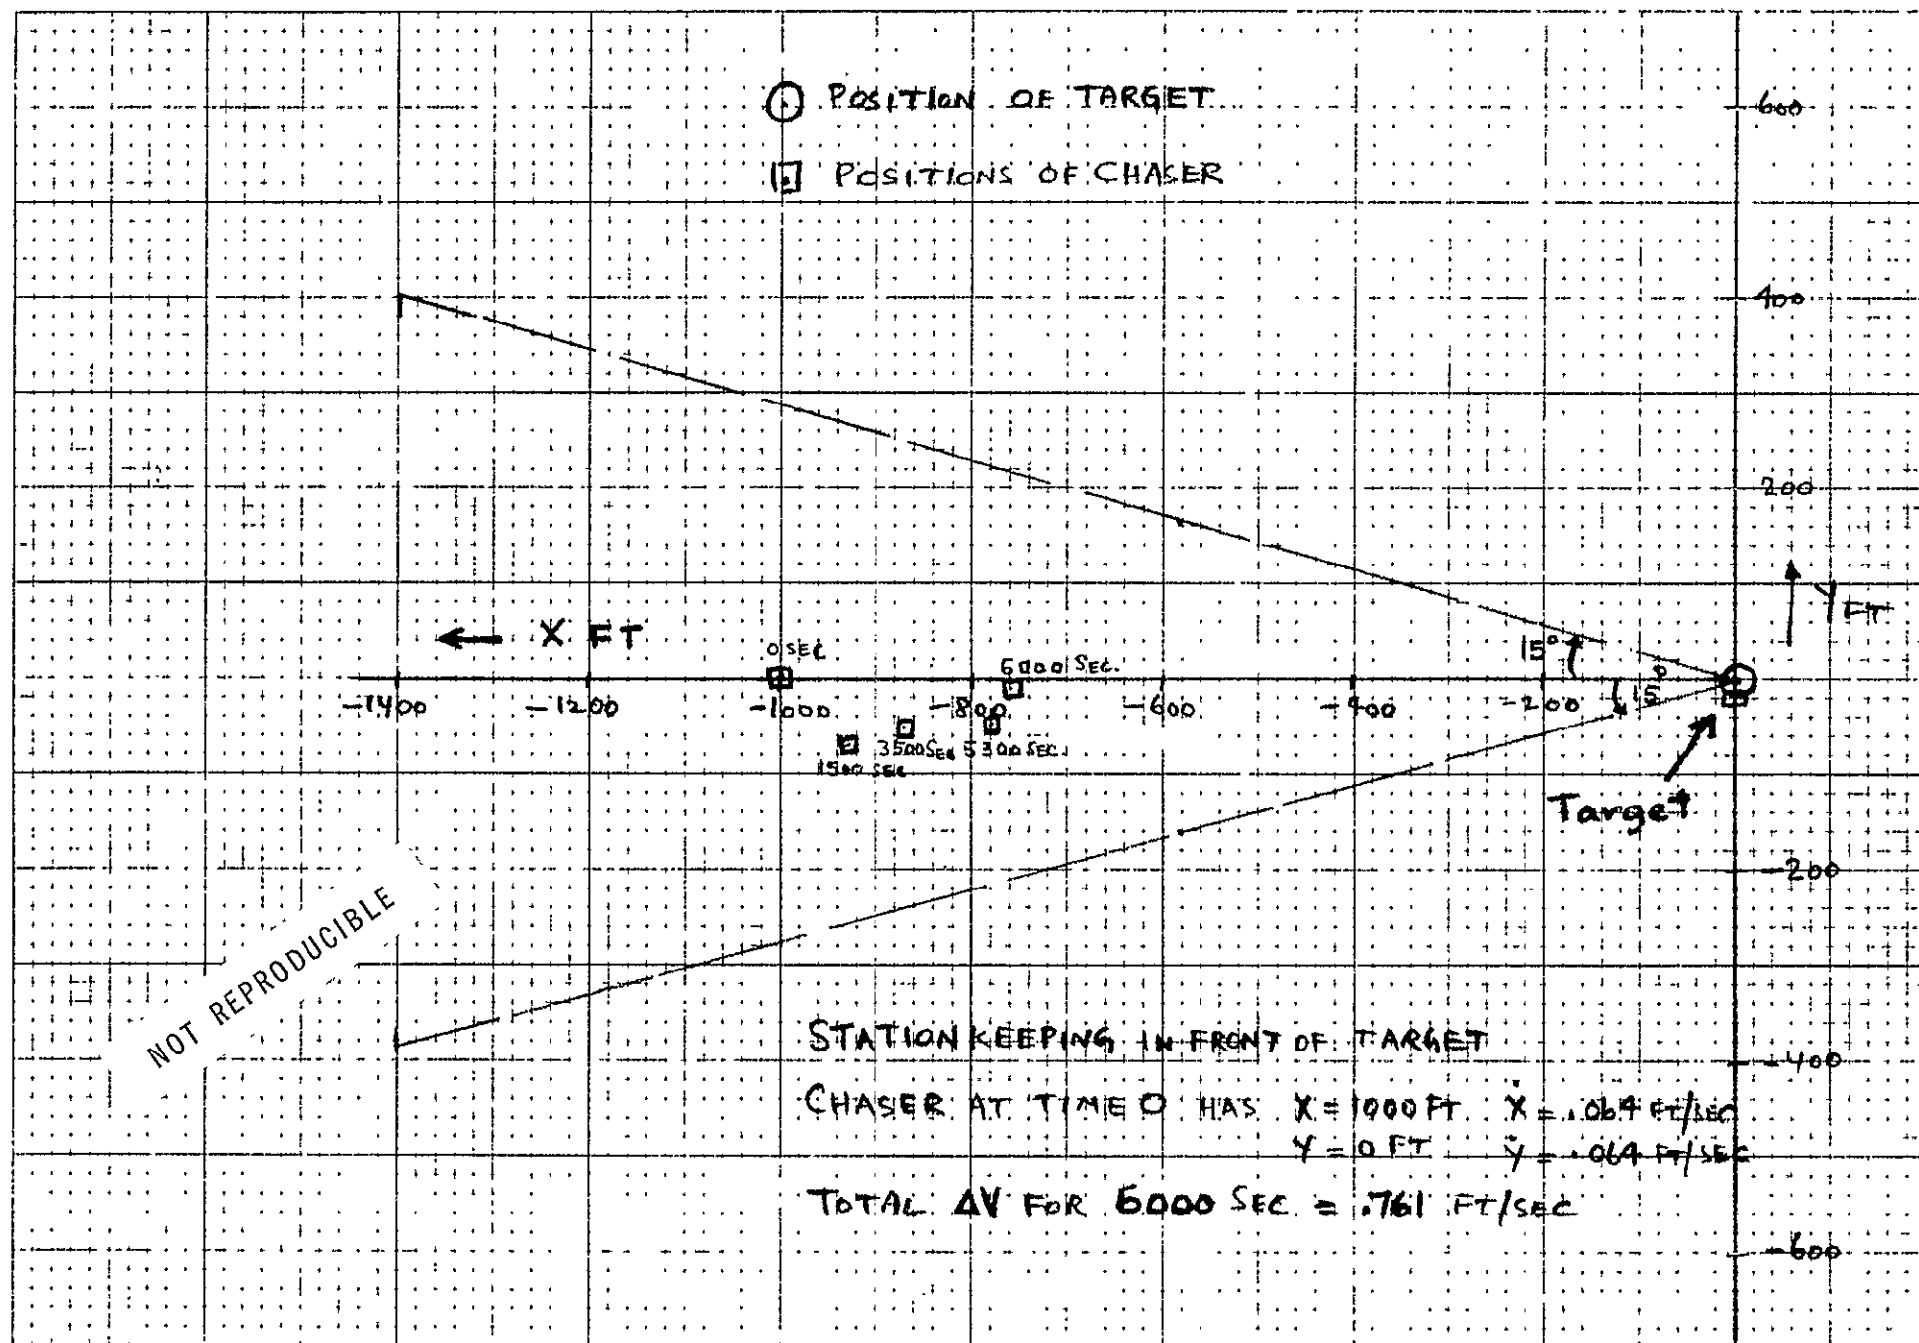 POSITION OF TARGET
POSITIONS OF CHASER
600
400
200
Y FT
← X FT
0 SEC
6000 SEC.
15°
15°
-1400
-1200
-1000
-800
-600
-400
-200
1500 SEC
3500 SEC
5300 SEC.
Target
-200
NOT REPRODUCIBLE
STATION KEEPING IN FRONT OF TARGET
-400
CHASER AT TIME 0 HAS X = 1000 FT Ẋ = .064 FT/SEC
Y = 0 FT Ẏ = .064 FT/SEC
TOTAL ΔV FOR 6000 SEC = .761 FT/SEC
-600